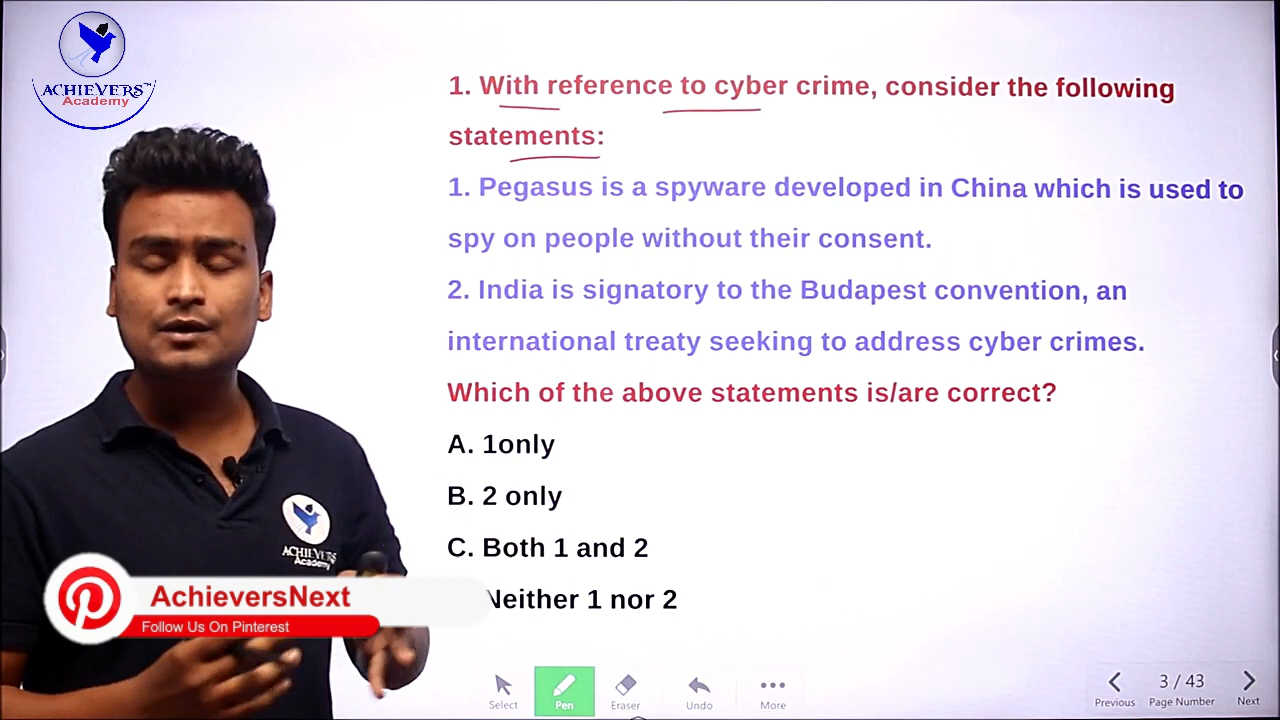 ACHIEVERS™
Academy
1. With reference to cyber crime, consider the following
statements:
1. Pegasus is a spyware developed in China which is used to
spy on people without their consent.
2. India is signatory to the Budapest convention, an
international treaty seeking to address cyber crimes.
Which of the above statements is/are correct?
A. 1only
B. 2 only
C. Both 1 and 2
Neither 1 nor 2
ACHIEVERS
Academy
AchieversNext
Follow Us On Pinterest
Select
Pen
Eraser
Undo
More
Previous
3 / 43
Page Number
Next